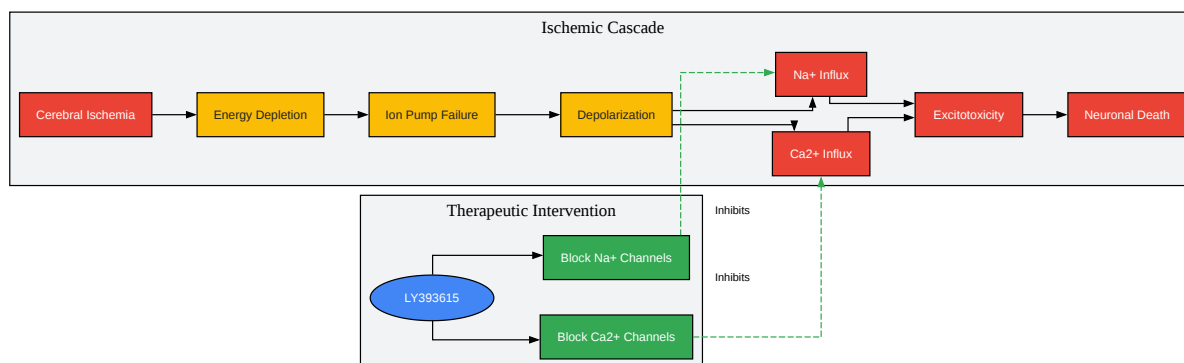 Ischemic Cascade
Na+ Influx
Cerebral Ischemia
Energy Depletion
Ion Pump Failure
Depolarization
Excitotoxicity
Neuronal Death
Ca2+ Influx
Therapeutic Intervention
Inhibits
Block Na+ Channels
Inhibits
LY393615
Block Ca2+ Channels